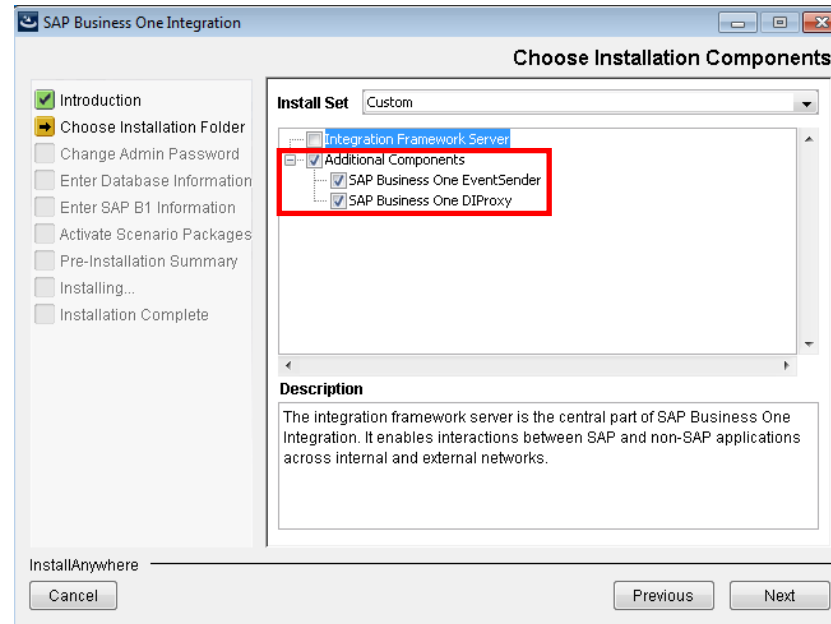 SAP Business One Integration
Choose Installation Components
Introduction
Choose Installation Folder
Change Admin Password
Enter Database Information
Enter SAP B1 Information
Activate Scenario Packages
Pre-Installation Summary
Installing...
Installation Complete
Install Set Custom
Integration Framework Server
Additional Components
SAP Business One EventSender
SAP Business One DIProxy
Description
The integration framework server is the central part of SAP Business One
Integration. It enables interactions between SAP and non-SAP applications
across internal and external networks.
InstallAnywhere
Cancel Previous Next